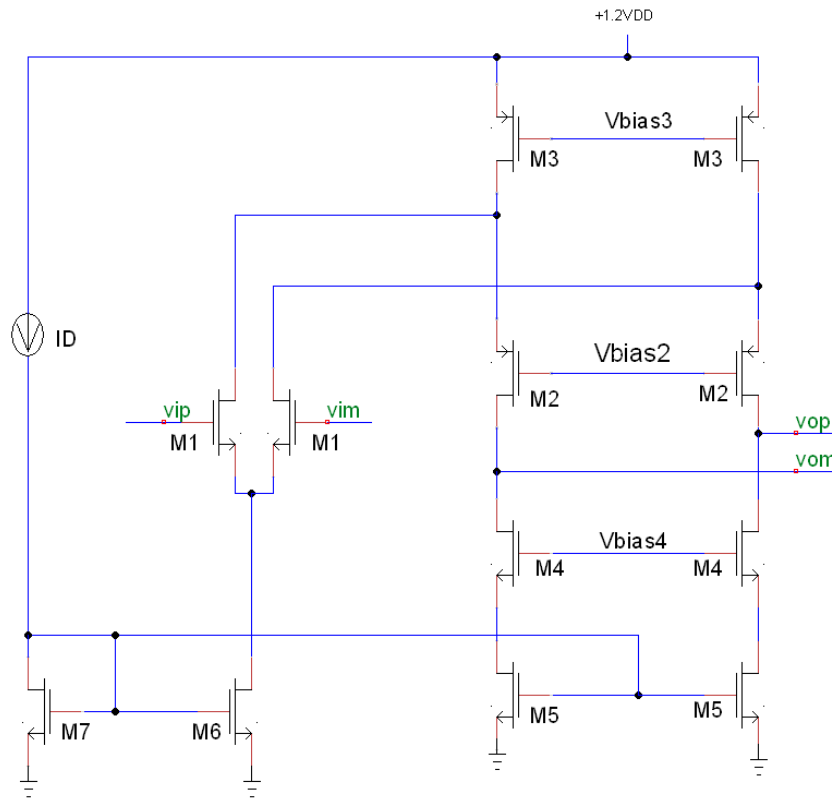 +1.2VDD
Vbias3
M3 M3
ID
Vbias2
M2 M2
vip vim
M1 M1
vop
vom
Vbias4
M4 M4
M7 M6 M5 M5